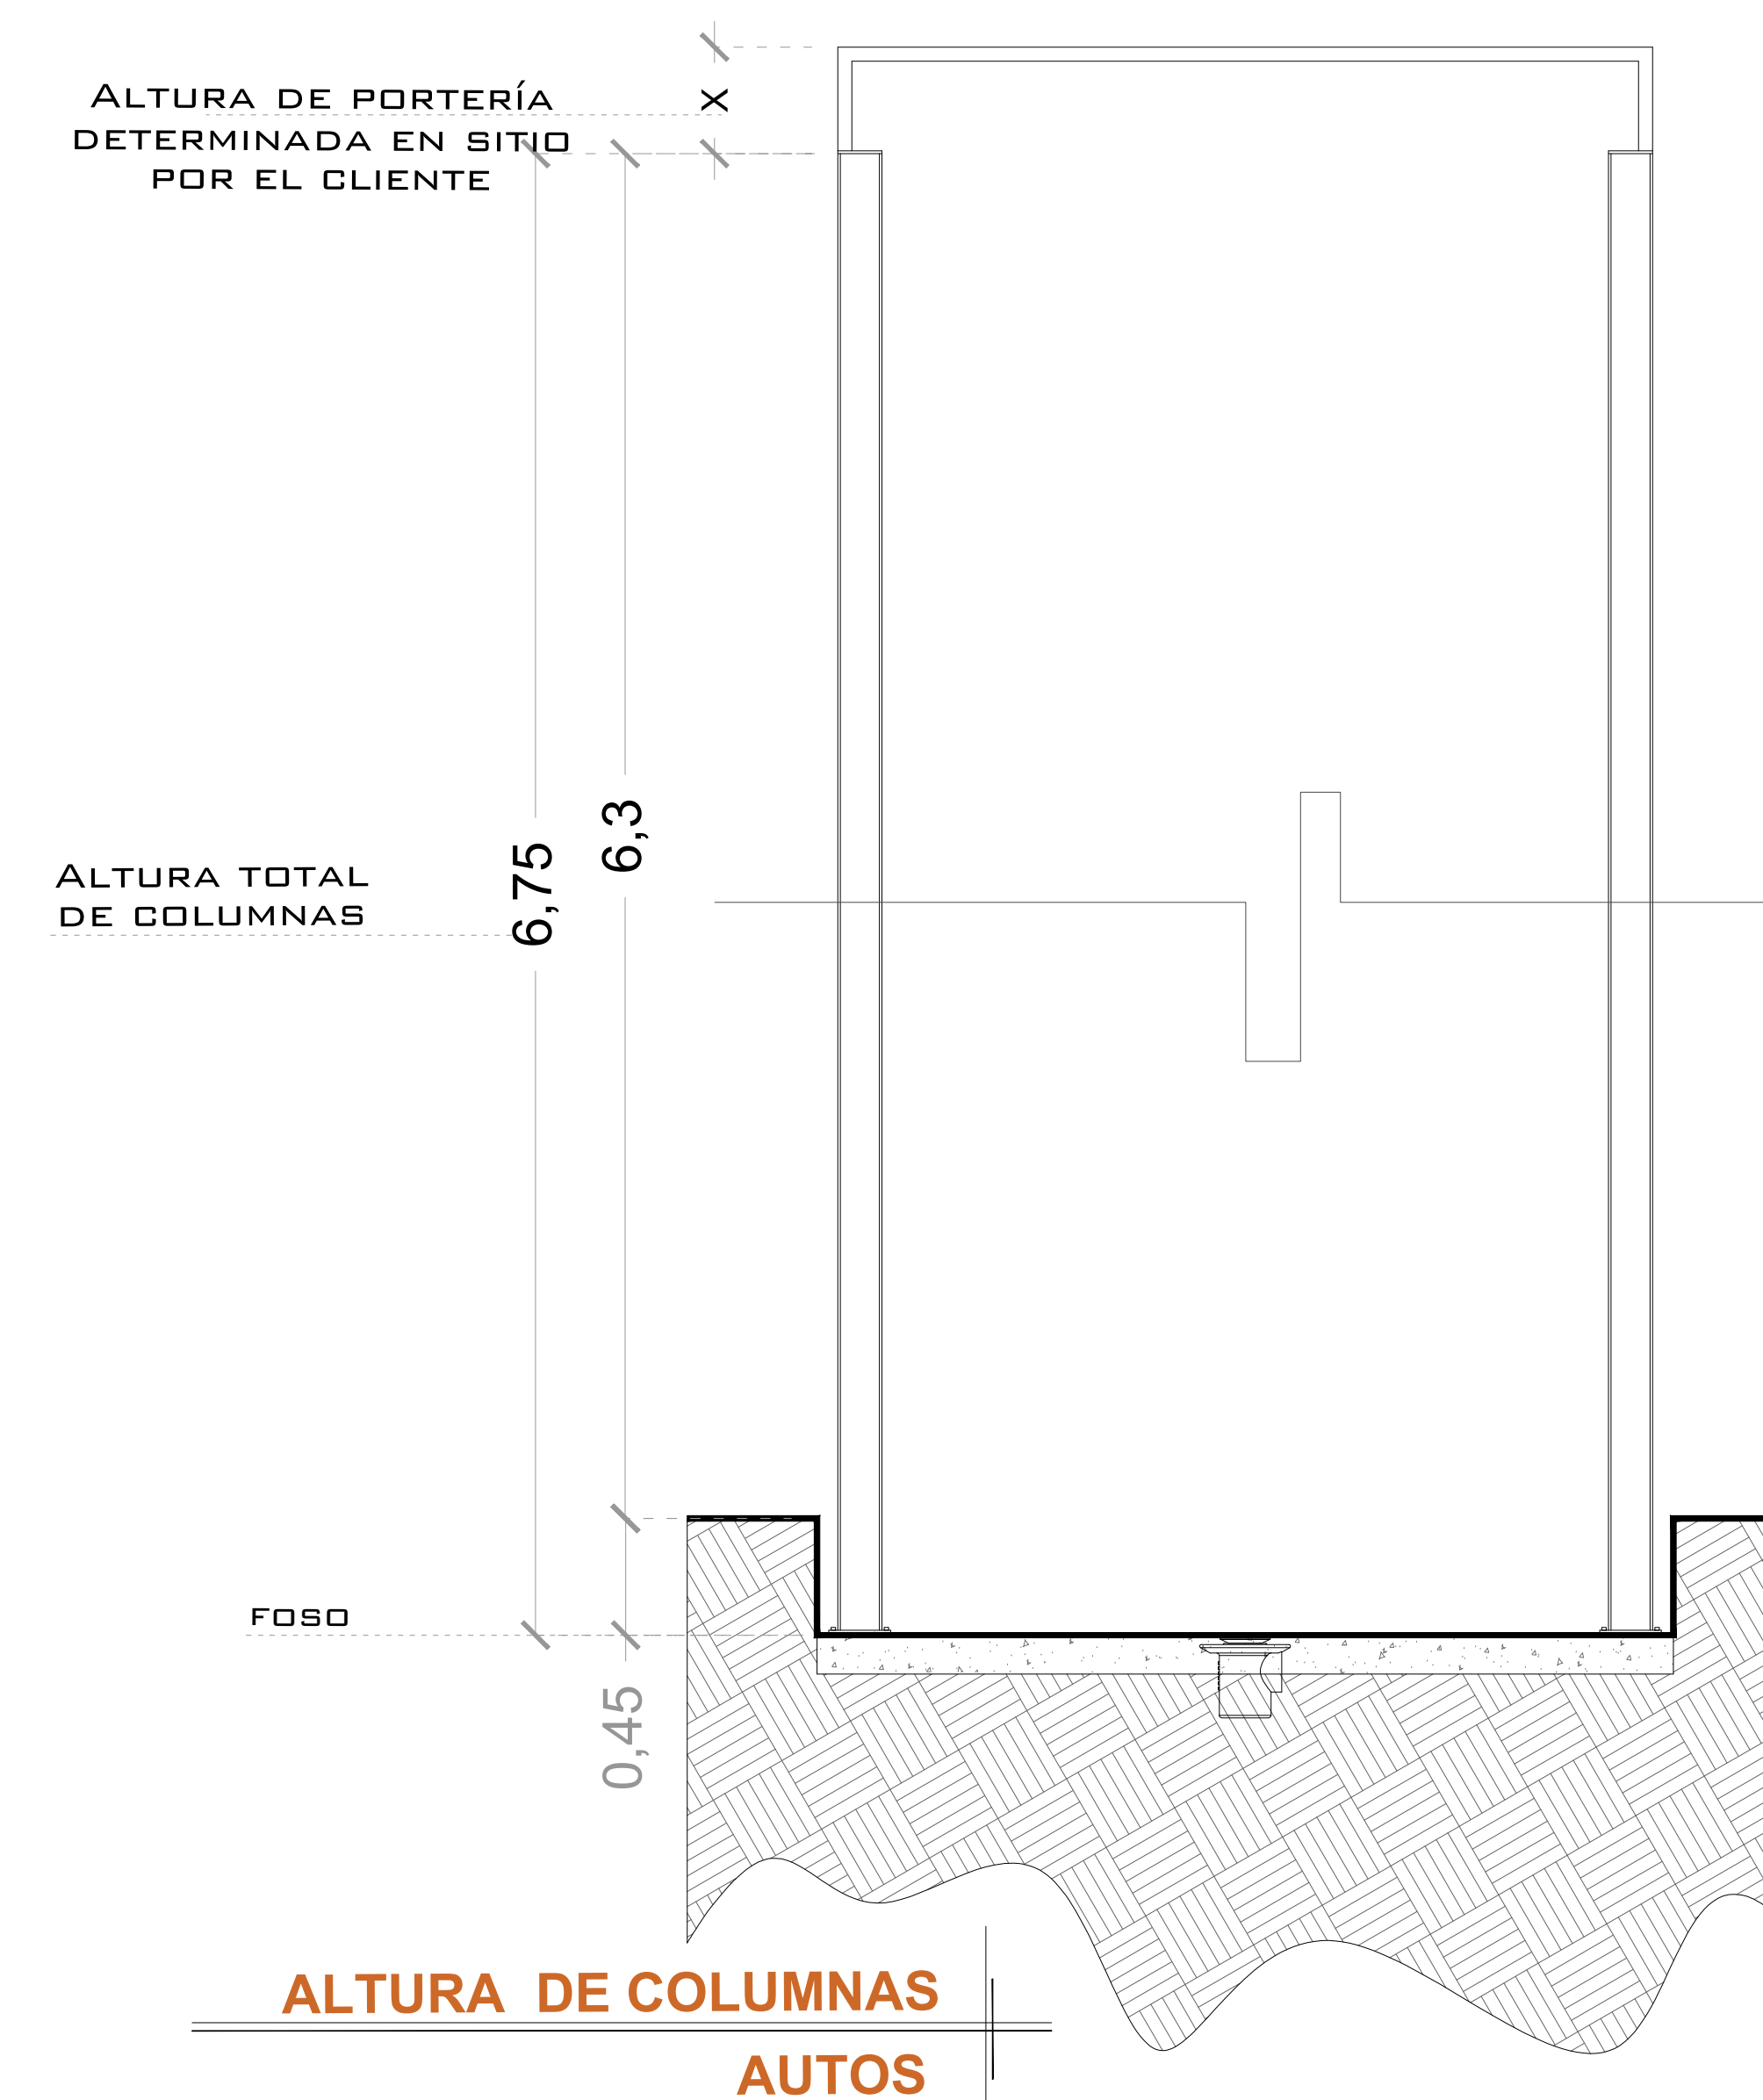 ALTURA DE PORTERÍA
DETERMINADA EN SITIO
POR EL CLIENTE
X
6,3
6,75
ALTURA TOTAL
DE COLUMNAS
FOSO
0,45
ALTURA DE COLUMNAS
AUTOS